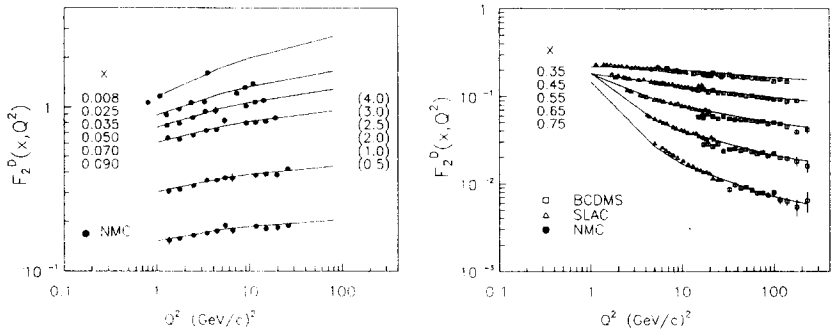 x
0.008 (4.0)
0.025 (3.0)
0.035 (2.5)
0.050 (2.0)
0.070 (1.0)
0.090 (0.5)
F₂ᴰ(x,Q²)
1
10⁻¹
● NMC
0.1 1 10 100
Q² (GeV/c)²
10⁻¹
x
0.35
0.45
0.55
0.65
0.75
F₂ᴰ(x,Q²)
1
10⁻²
□ BCDMS
△ SLAC
● NMC
0.1 1 10 100
Q² (GeV/c)²